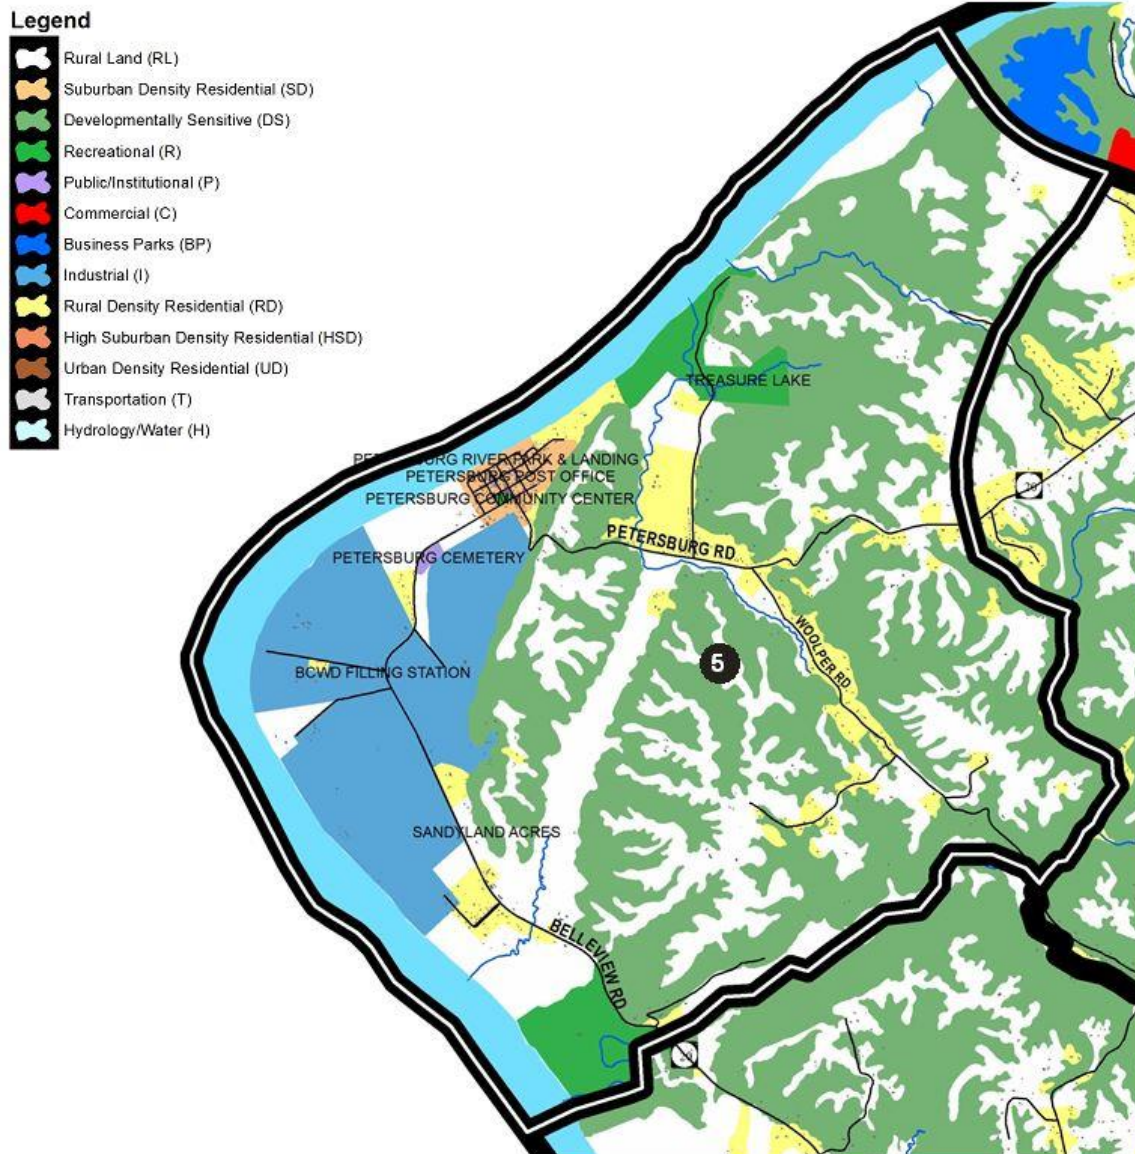 Legend
Rural Land (RL)
Suburban Density Residential (SD)
Developmentally Sensitive (DS)
Recreational (R)
Public/Institutional (P)
Commercial (C)
Business Parks (BP)
Industrial (I)
Rural Density Residential (RD)
High Suburban Density Residential (HSD)
Urban Density Residential (UD)
Transportation (T)
Hydrology/Water (H)
TREASURE LAKE
PETERSBURG RIVER PARK & LANDING
PETERSBURG POST OFFICE
PETERSBURG COMMUNITY CENTER
20
PETERSBURG RD
PETERSBURG CEMETERY
WOOLPER RD
5
BCWD FILLING STATION
SANDYLAND ACRES
BELLEVIEW RD